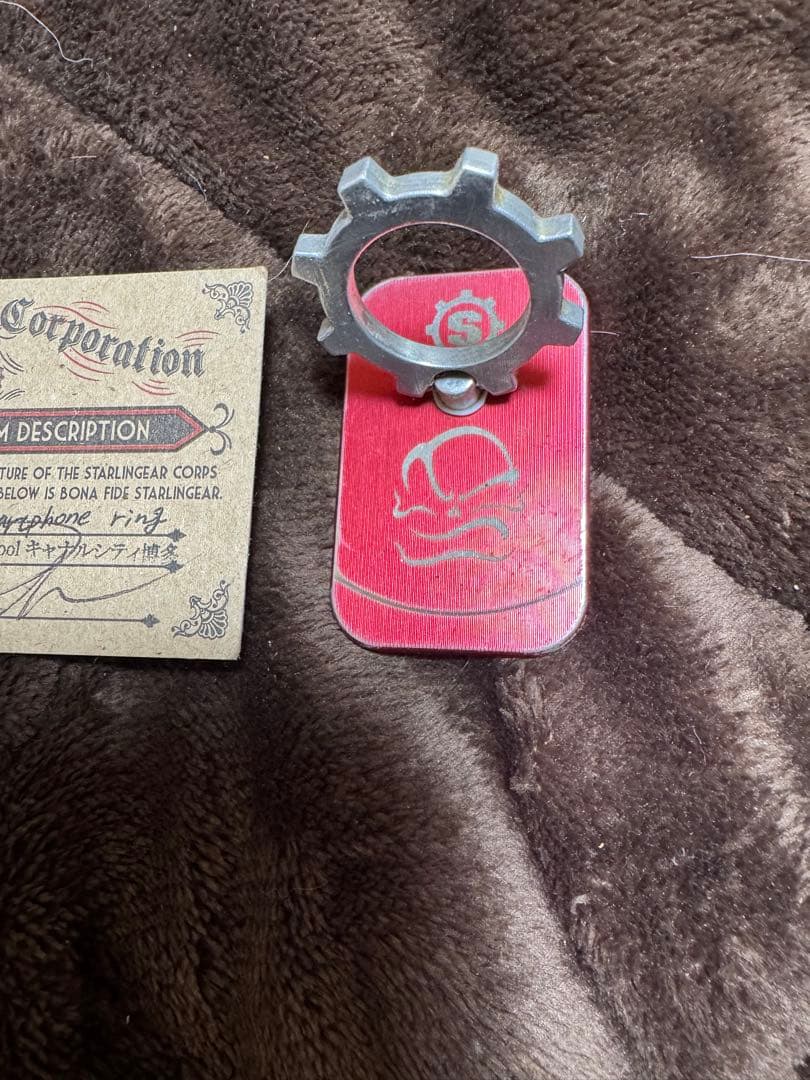 Corporation
M DESCRIPTION
TURE OF THE STARLINGEAR CORPS
BELOW IS BONA FIDE STARLINGEAR.
artphone ring
ool キャナルシティ博多
S